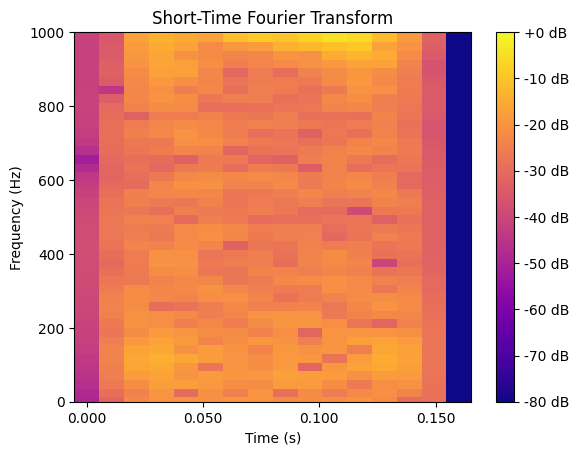 Short-Time Fourier Transform
1000
800
600
400
200
0
Frequency (Hz)
0.000
0.050
0.100
0.150
Time (s)
+0 dB
-10 dB
-20 dB
-30 dB
-40 dB
-50 dB
-60 dB
-70 dB
-80 dB